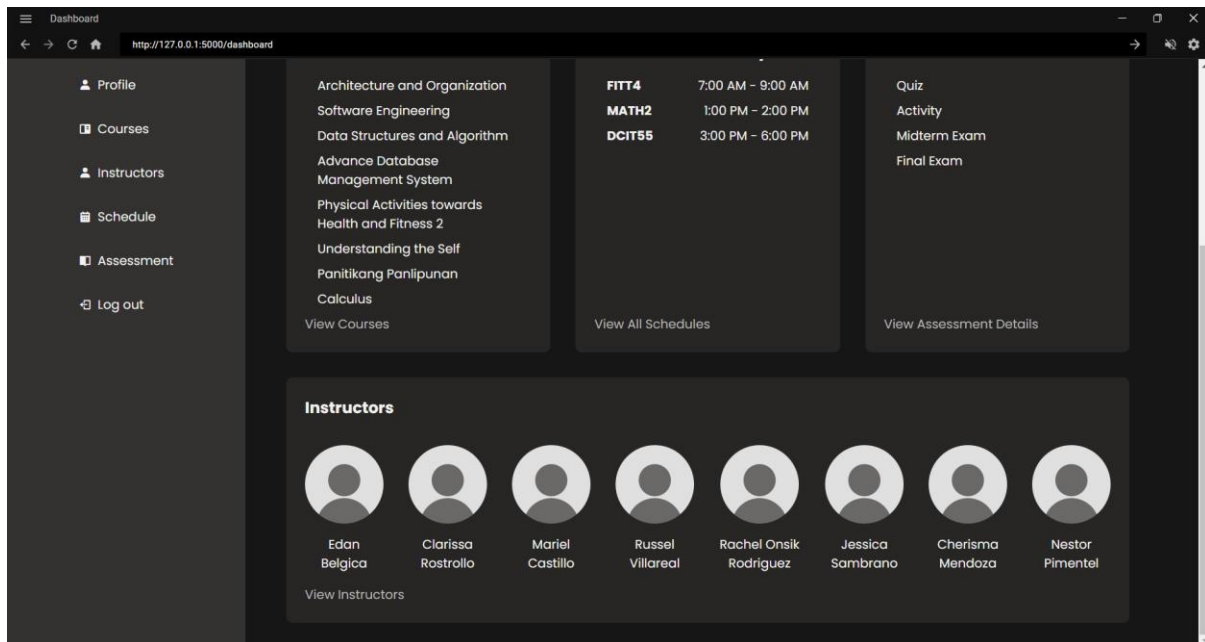 Dashboard
http://127.0.0.1:5000/dashboard
Profile
Courses
Instructors
Schedule
Assessment
Log out
Architecture and Organization
Software Engineering
Data Structures and Algorithm
Advance Database
Management System
Physical Activities towards
Health and Fitness 2
Understanding the Self
Panitikang Panlipunan
Calculus
View Courses
FITT4 7:00 AM - 9:00 AM
MATH2 1:00 PM - 2:00 PM
DCIT55 3:00 PM - 6:00 PM
View All Schedules
Quiz
Activity
Midterm Exam
Final Exam
View Assessment Details
Instructors
Edan
Belgica
Clarissa
Rostrollo
Mariel
Castillo
Russel
Villareal
Rachel Onsik
Rodriguez
Jessica
Sambrano
Cherisma
Mendoza
Nestor
Pimentel
View Instructors